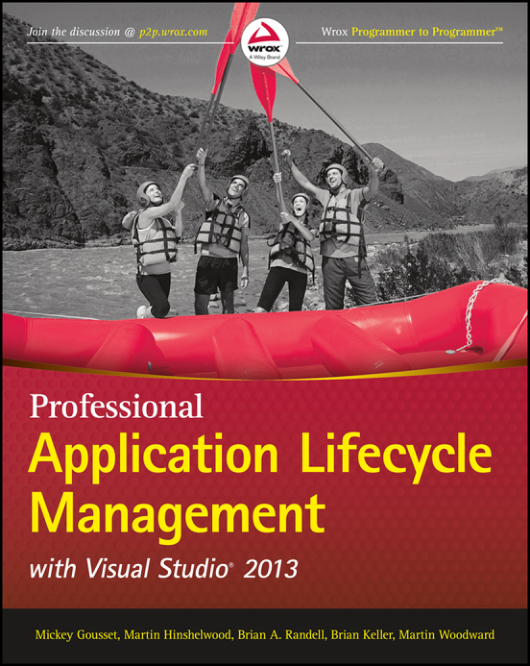 Join the discussion @ p2p.wrox.com
Wrox Programmer to Programmer™
wrox™
A Wiley Brand
Professional
Application Lifecycle
Management
with Visual Studio® 2013
Mickey Gousset, Martin Hinshelwood, Brian A. Randell, Brian Keller, Martin Woodward